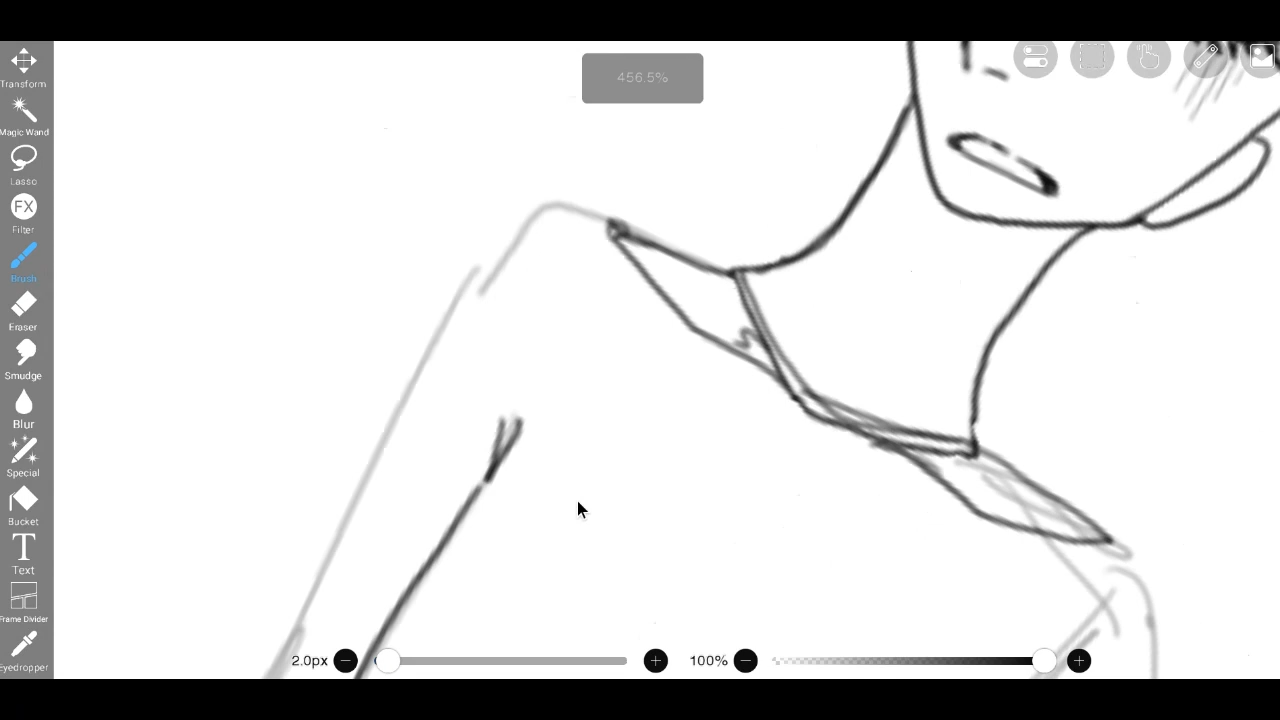 456.5%
Transform
Magic Wand
Lasso
FX
Filter
Brush
Eraser
Smudge
Blur
Special
Bucket
T
Text
Frame Divider
Eyedropper
2.0px
100%